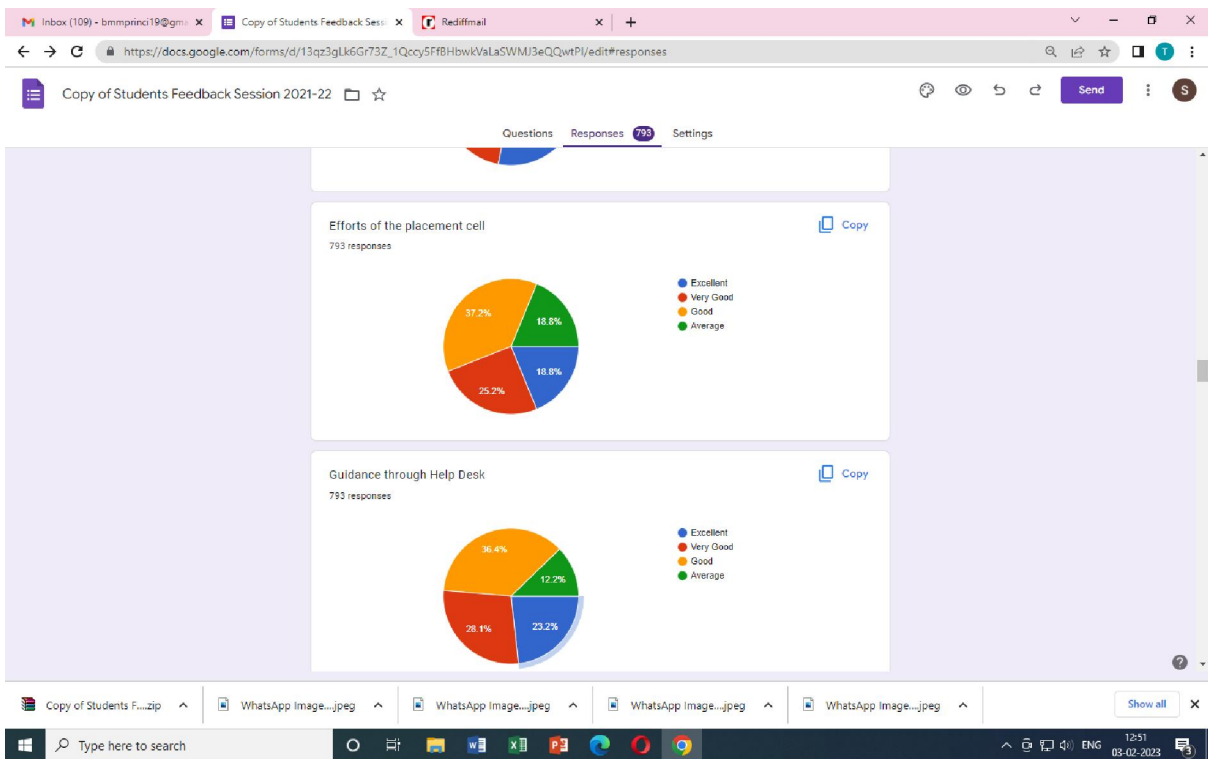 Inbox (109) - bmmprinci19@gma
Copy of Students Feedback Sessi
Rediffmail
https://docs.google.com/forms/d/13qz3gLk6Gr73Z_1Qccy5Ff8HbwkVaLaSWMJ3eQQwtPI/edit#responses
T
Copy of Students Feedback Session 2021-22
Send
S
Questions Responses 793 Settings
Efforts of the placement cell
Copy
793 responses
37.2%
18.8%
18.8%
25.2%
Excellent
Very Good
Good
Average
Guidance through Help Desk
Copy
793 responses
36.4%
12.2%
28.1%
23.2%
Excellent
Very Good
Good
Average
Copy of Students F....zip
WhatsApp Image...jpeg
WhatsApp Image...jpeg
WhatsApp Image...jpeg
WhatsApp Image...jpeg
Show all
Type here to search
ENG
12:51
03-02-2023
3